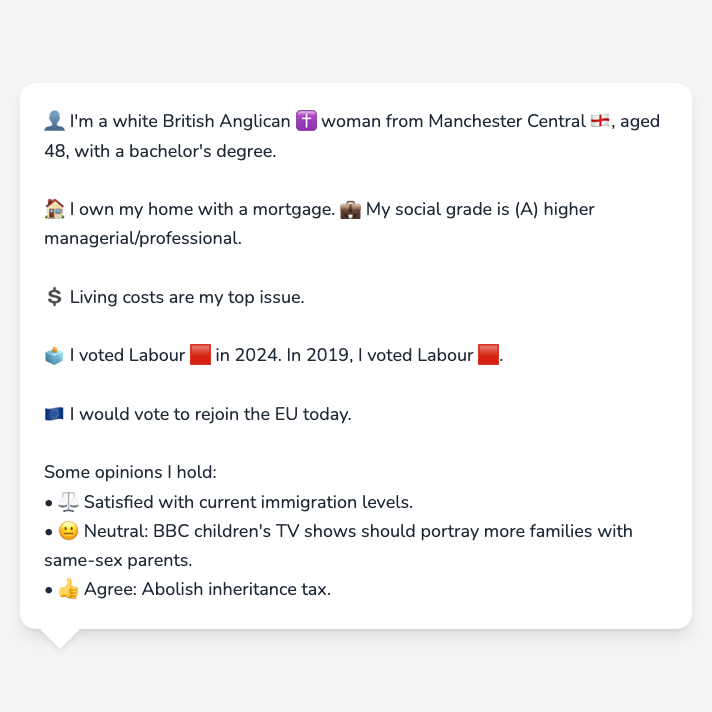 👤 I'm a white British Anglican ✝️ woman from Manchester Central 🏴󠁧󠁢󠁥󠁮󠁧󠁿, aged
48, with a bachelor's degree.
🏠 I own my home with a mortgage. 💼 My social grade is (A) higher
managerial/professional.
💲 Living costs are my top issue.
🗳️ I voted Labour 🟥 in 2024. In 2019, I voted Labour 🟥.
🇪🇺 I would vote to rejoin the EU today.
Some opinions I hold:
• ⚖️ Satisfied with current immigration levels.
• 😐 Neutral: BBC children's TV shows should portray more families with
same-sex parents.
• 👍 Agree: Abolish inheritance tax.